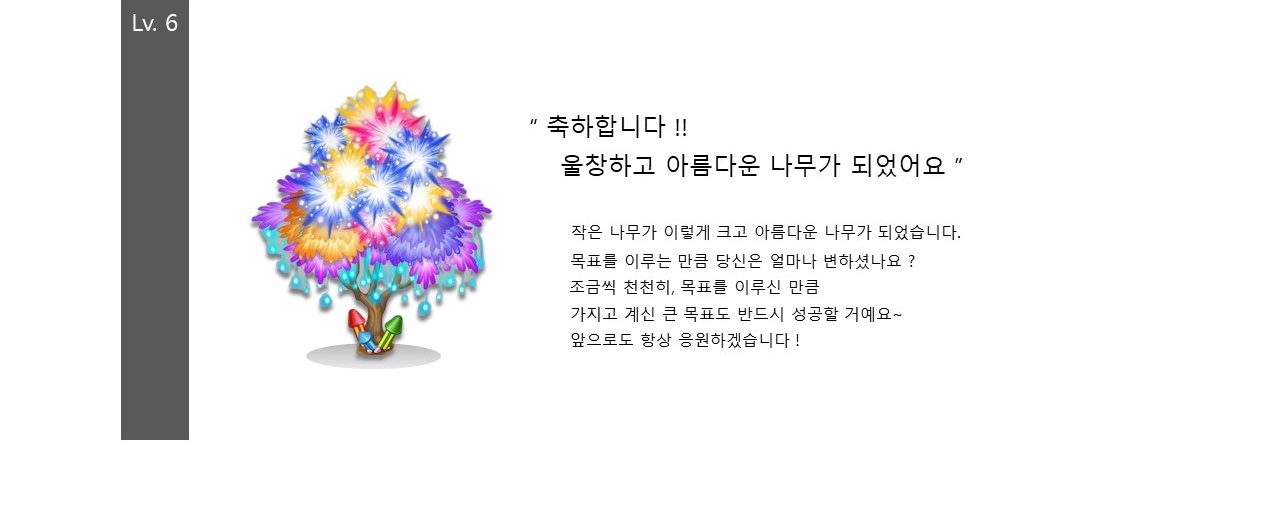 Lv. 6
“ 축하합니다 !!
울창하고 아름다운 나무가 되었어요 ”
작은 나무가 이렇게 크고 아름다운 나무가 되었습니다.
목표를 이루는 만큼 당신은 얼마나 변하셨나요 ?
조금씩 천천히, 목표를 이루신 만큼
가지고 계신 큰 목표도 반드시 성공할 거예요~
앞으로도 항상 응원하겠습니다 !